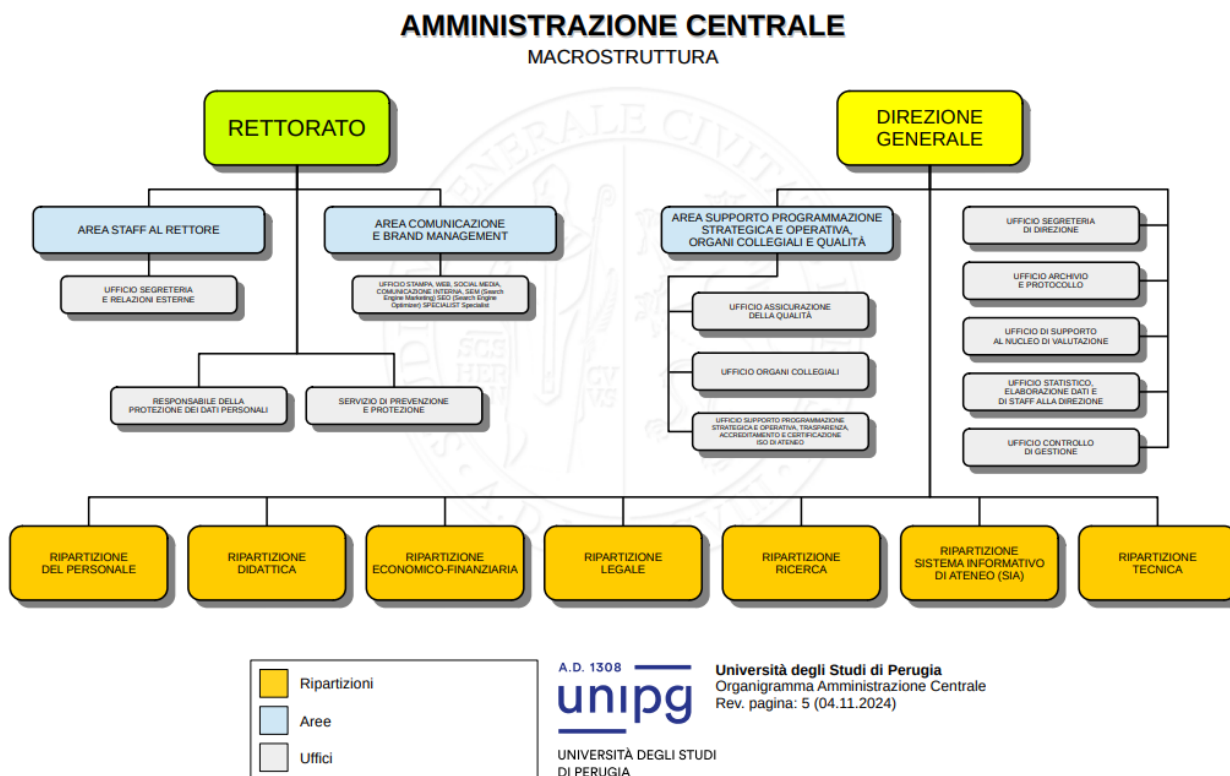 AMMINISTRAZIONE CENTRALE
MACROSTRUTTURA
RETTORATO
DIREZIONE
GENERALE
AREA STAFF AL RETTORE
AREA COMUNICAZIONE
E BRAND MANAGEMENT
AREA SUPPORTO PROGRAMMAZIONE
STRATEGICA E OPERATIVA,
ORGANI COLLEGIALI E QUALITÀ
UFFICIO SEGRETERIA
DI DIREZIONE
UFFICIO SEGRETERIA
E RELAZIONI ESTERNE
UFFICIO STAMPA, WEB, SOCIAL MEDIA,
COMUNICAZIONE INTERNA, SEM (Search
Engine Marketing) SEO (Search Engine
Optimizer) SPECIALIST Specialist
UFFICIO ARCHIVIO
E PROTOCOLLO
UFFICIO ASSICURAZIONE
DELLA QUALITÀ
UFFICIO DI SUPPORTO
AL NUCLEO DI VALUTAZIONE
UFFICIO ORGANI COLLEGIALI
UFFICIO STATISTICO,
ELABORAZIONE DATI E
DI STAFF ALLA DIREZIONE
RESPONSABILE DELLA
PROTEZIONE DEI DATI PERSONALI
SERVIZIO DI PREVENZIONE
E PROTEZIONE
UFFICIO SUPPORTO PROGRAMMAZIONE
STRATEGICA E OPERATIVA, TRASPARENZA,
ACCREDITAMENTO E CERTIFICAZIONE
ISO DI ATENEO
UFFICIO CONTROLLO
DI GESTIONE
RIPARTIZIONE
DEL PERSONALE
RIPARTIZIONE
DIDATTICA
RIPARTIZIONE
ECONOMICO-FINANZIARIA
RIPARTIZIONE
LEGALE
RIPARTIZIONE
RICERCA
RIPARTIZIONE
SISTEMA INFORMATIVO
DI ATENEO (SIA)
RIPARTIZIONE
TECNICA
Ripartizioni
Aree
Uffici
A.D. 1308
unipg
UNIVERSITÀ DEGLI STUDI
DI PERUGIA
Università degli Studi di Perugia
Organigramma Amministrazione Centrale
Rev. pagina: 5 (04.11.2024)